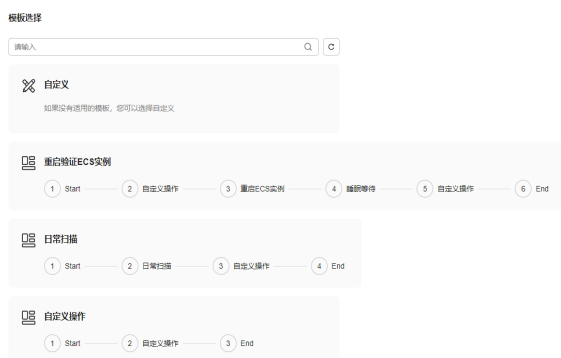 模板选择
请输入
自定义
如果没有适用的模板，您可以选择自定义
重启验证ECS实例
1 Start 2 自定义操作 3 重启ECS实例 4 睡眠等待 5 自定义操作 6 End
日常扫描
1 Start 2 日常扫描 3 自定义操作 4 End
自定义操作
1 Start 2 自定义操作 3 End